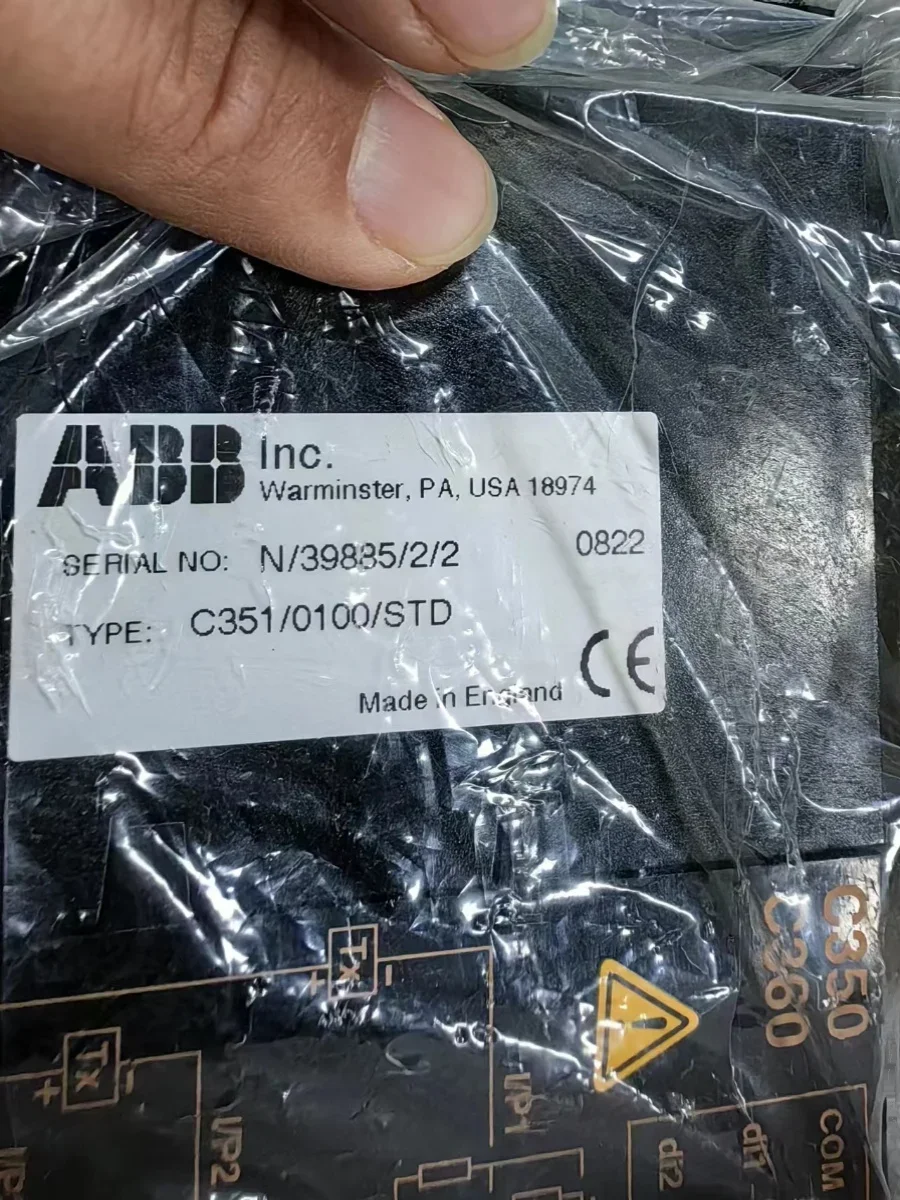 ABB Inc.
Warminster, PA, USA 18974
SERIAL NO: N/39885/2/2 0822
TYPE: C351/0100/STD
CE
Made in England
C350
C360
+ Tx -
+ Tx -
I/P1
I/P2
COM
di1
di2